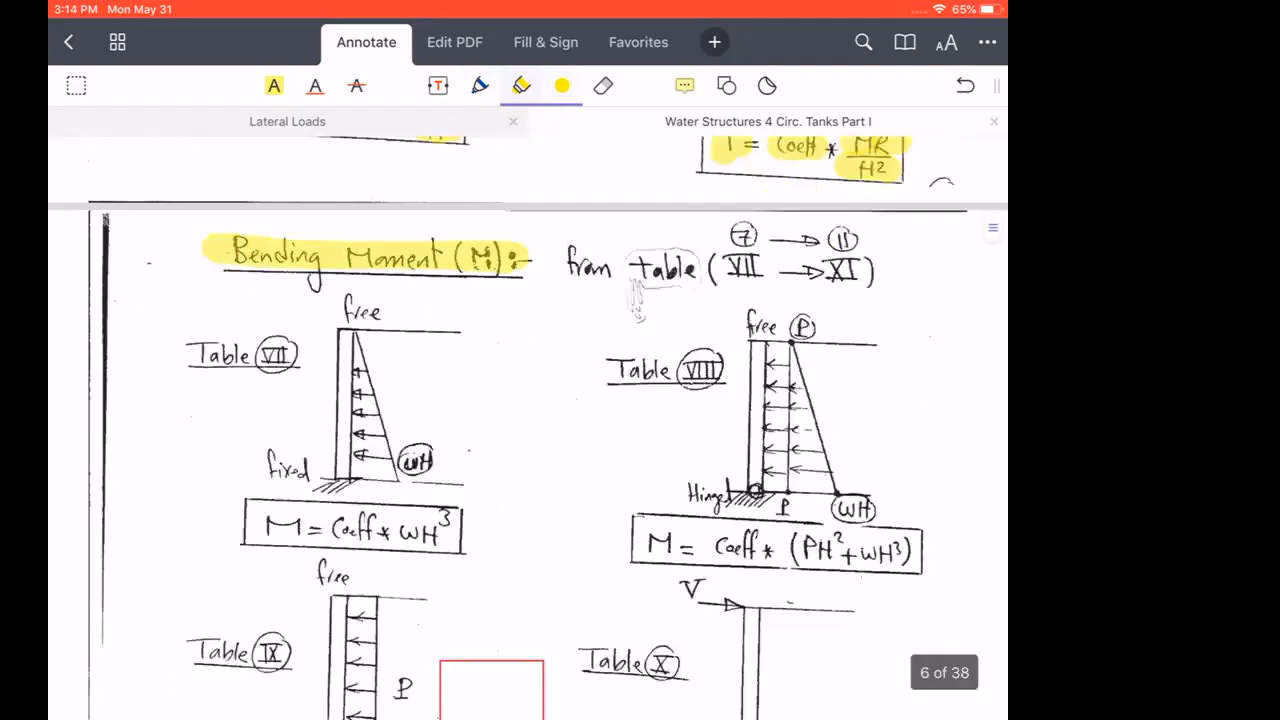 3:14 PM Mon May 31
65%
Annotate
Edit PDF
Fill & Sign
Favorites
AA
A A A T
Lateral Loads
Water Structures 4 Circ. Tanks Part I
T = Coeff * MR/H²
Bending Moment (M):- from table (VII → XI)
7 → 11
free
free P
Table VII
Table VIII
fixed
WH
Hinged
P
WH
M = Coeff * WH³
M = Coeff * (PH² + WH³)
free
V
Table IX
Table X
P
6 of 38